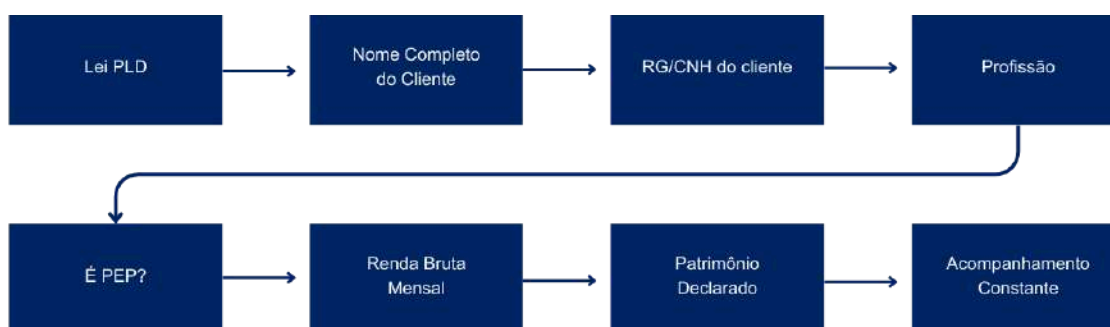 Lei PLD
Nome Completo
do Cliente
RG/CNH do cliente
Profissão
É PEP?
Renda Bruta
Mensal
Patrimônio
Declarado
Acompanhamento
Constante